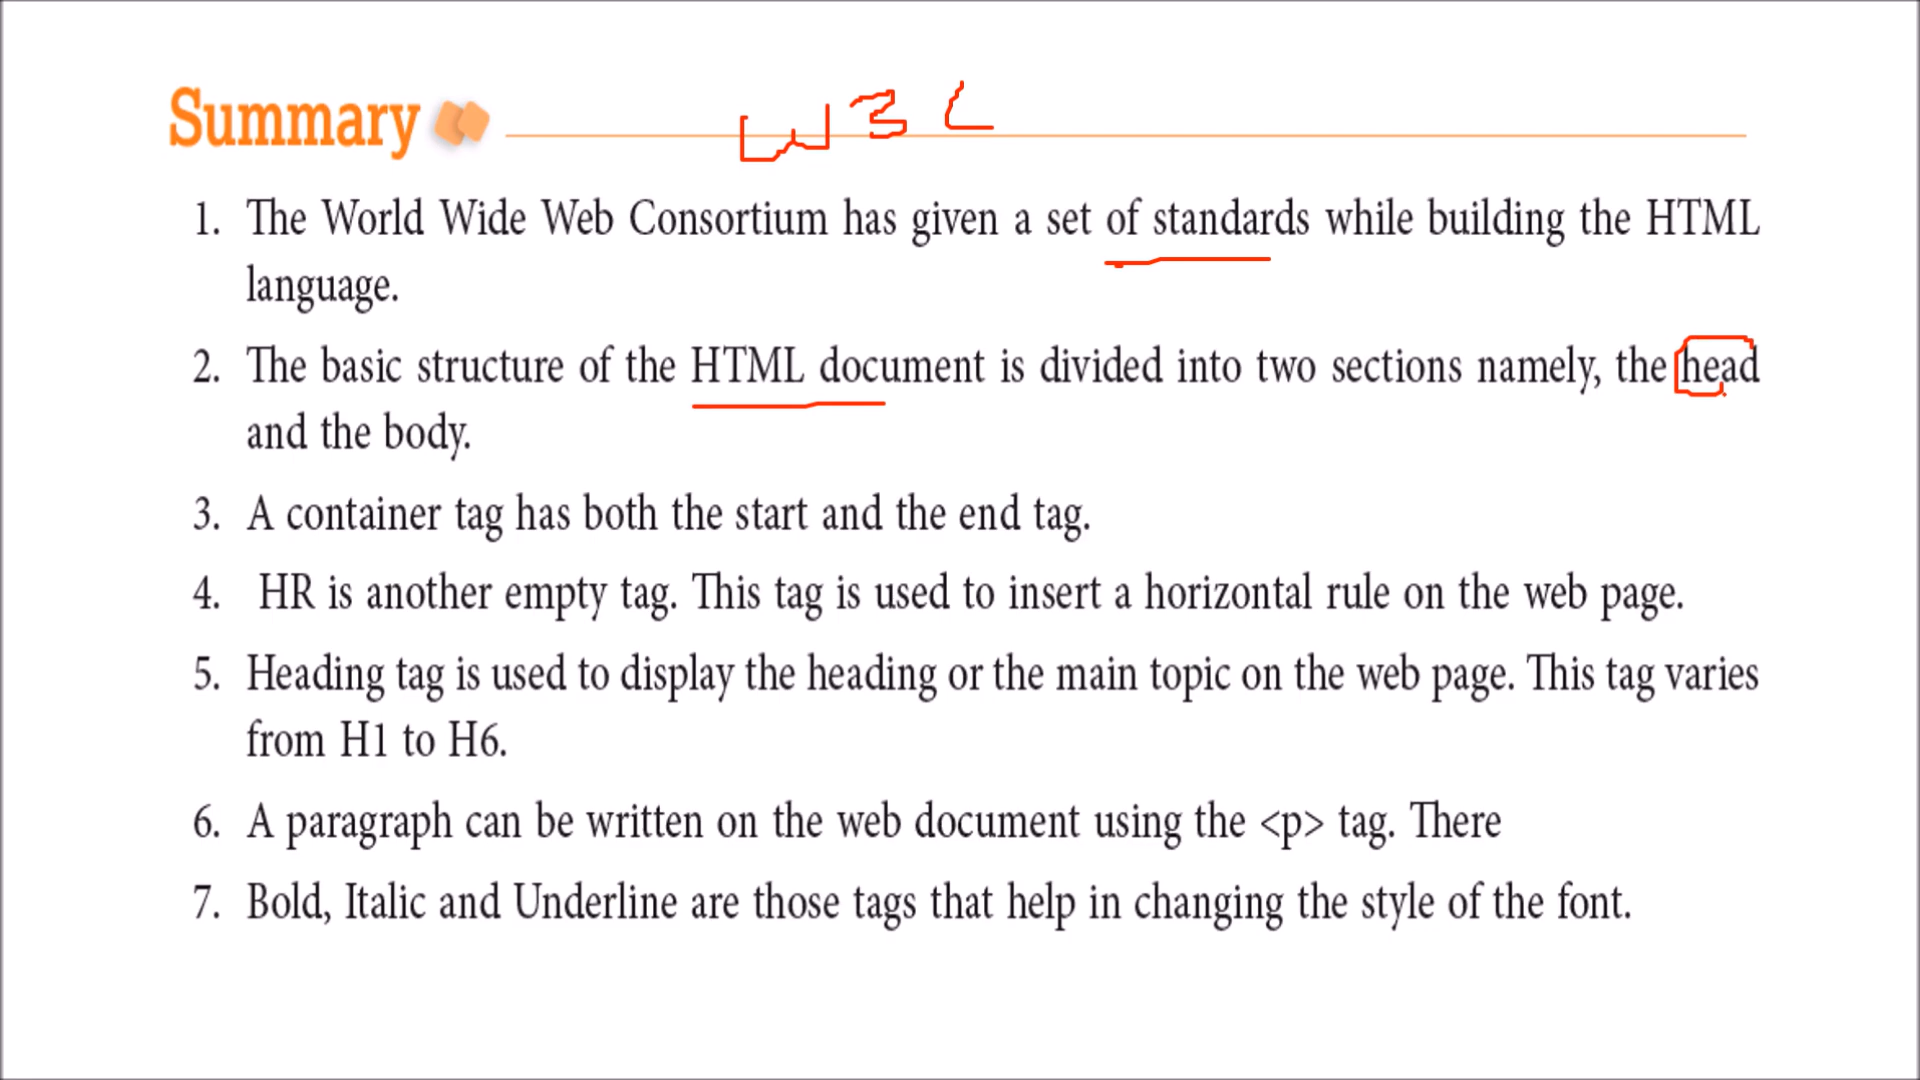 Summary
W3C
1. The World Wide Web Consortium has given a set of standards while building the HTML
language.
2. The basic structure of the HTML document is divided into two sections namely, the head
and the body.
3. A container tag has both the start and the end tag.
4. HR is another empty tag. This tag is used to insert a horizontal rule on the web page.
5. Heading tag is used to display the heading or the main topic on the web page. This tag varies
from H1 to H6.
6. A paragraph can be written on the web document using the <p> tag. There
7. Bold, Italic and Underline are those tags that help in changing the style of the font.